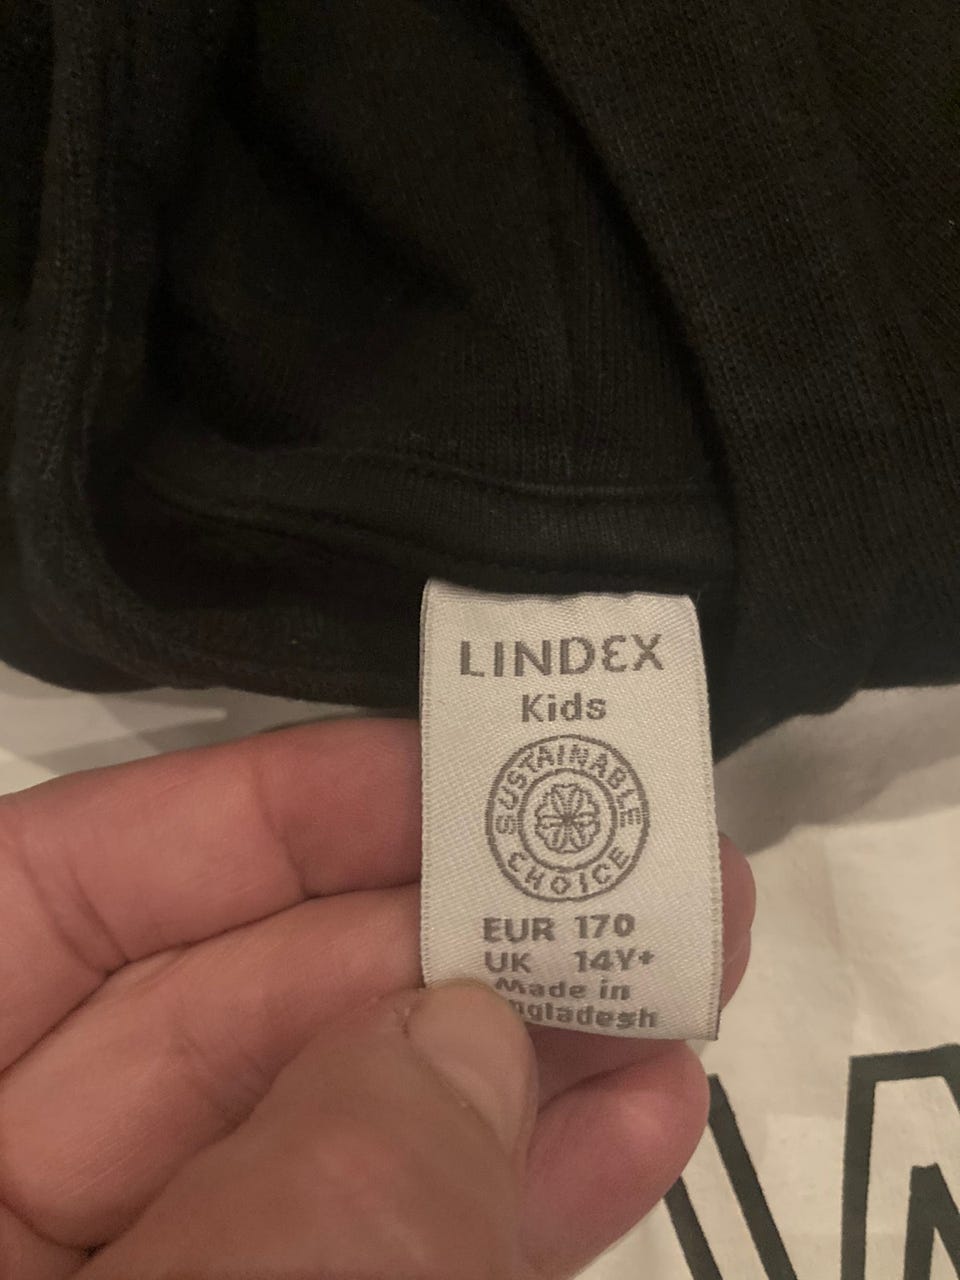 LINDEX
Kids
SUSTAINABLE
CHOICE
EUR 170
UK 14Y+
Made in